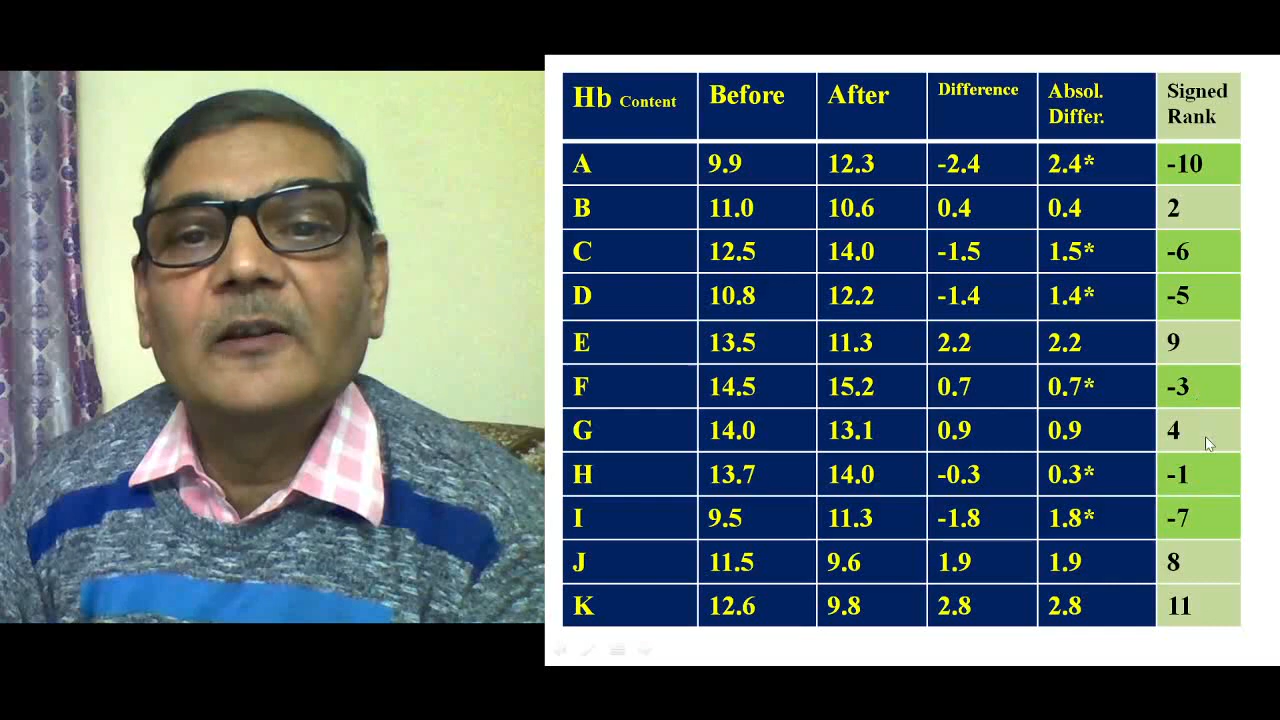 Hb Content Before After Difference Absol. Differ. Signed Rank
A 9.9 12.3 -2.4 2.4* -10
B 11.0 10.6 0.4 0.4 2
C 12.5 14.0 -1.5 1.5* -6
D 10.8 12.2 -1.4 1.4* -5
E 13.5 11.3 2.2 2.2 9
F 14.5 15.2 0.7 0.7* -3
G 14.0 13.1 0.9 0.9 4
H 13.7 14.0 -0.3 0.3* -1
I 9.5 11.3 -1.8 1.8* -7
J 11.5 9.6 1.9 1.9 8
K 12.6 9.8 2.8 2.8 11